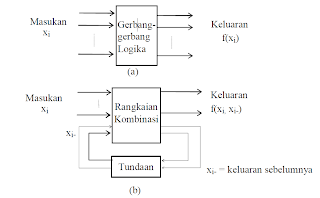 Masukan
xi
Gerbang-
gerbang
Logika
Keluaran
f(xi)
(a)
Masukan
xi
Rangkaian
Kombinasi
Keluaran
f(xi, xi-)
xi-
Tundaan
xi- = keluaran sebelumnya
(b)